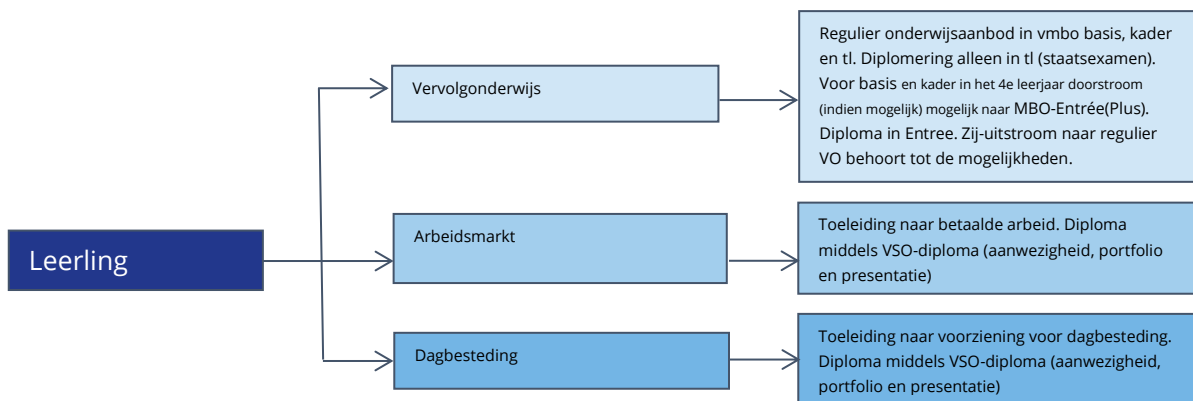 Leerling
Vervolgonderwijs
Regulier onderwijsaanbod in vmbo basis, kader
en tl. Diplomering alleen in tl (staatsexamen).
Voor basis en kader in het 4e leerjaar doorstroom
(indien mogelijk) mogelijk naar MBO-Entrée(Plus).
Diploma in Entree. Zij-uitstroom naar regulier
VO behoort tot de mogelijkheden.
Arbeidsmarkt
Toeleiding naar betaalde arbeid. Diploma
middels VSO-diploma (aanwezigheid, portfolio
en presentatie)
Dagbesteding
Toeleiding naar voorziening voor dagbesteding.
Diploma middels VSO-diploma (aanwezigheid,
portfolio en presentatie)